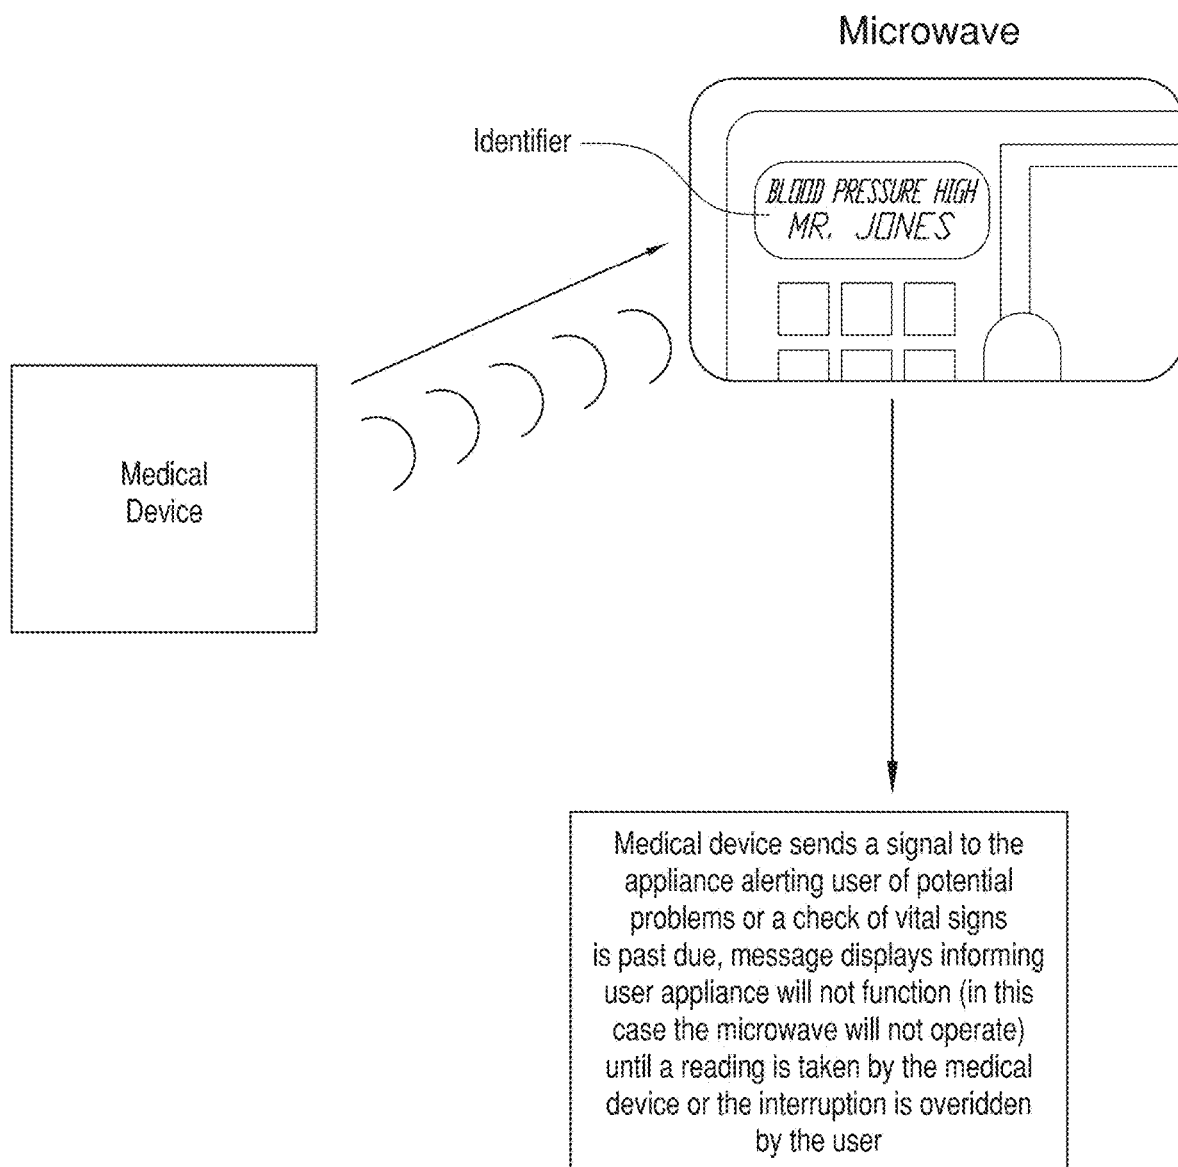 Microwave
Identifier
BLOOD PRESSURE HIGH
MR. JONES
Medical
Device
Medical device sends a signal to the
appliance alerting user of potential
problems or a check of vital signs
is past due, message displays informing
user appliance will not function (in this
case the microwave will not operate)
until a reading is taken by the medical
device or the interruption is overidden
by the user